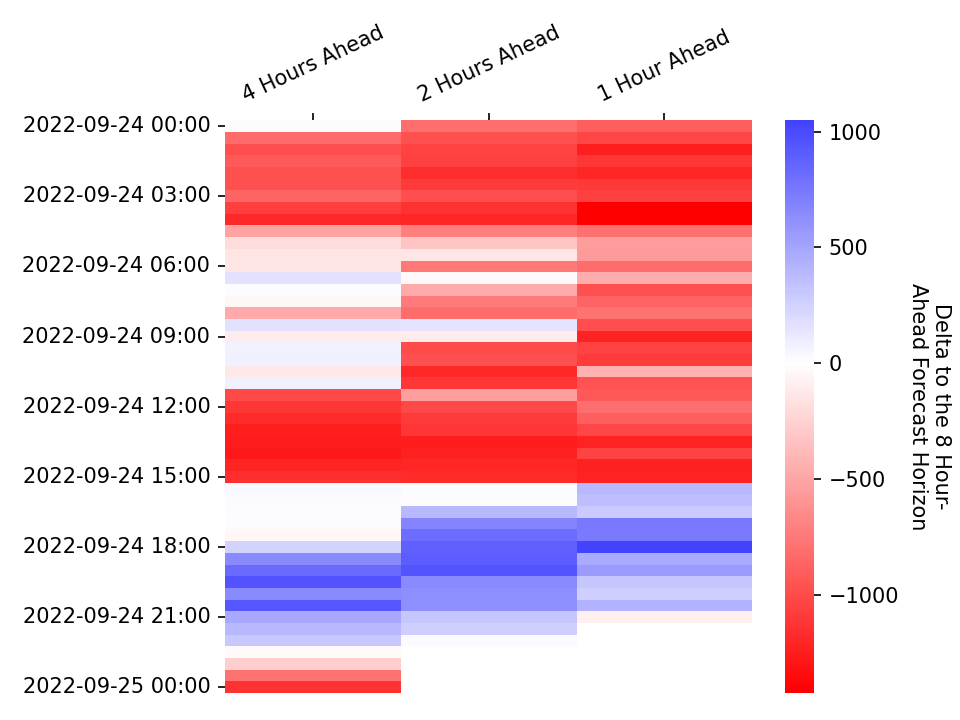 4 Hours Ahead
2 Hours Ahead
1 Hour Ahead
2022-09-24 00:00
2022-09-24 03:00
2022-09-24 06:00
2022-09-24 09:00
2022-09-24 12:00
2022-09-24 15:00
2022-09-24 18:00
2022-09-24 21:00
2022-09-25 00:00
1000
500
0
−500
−1000
Delta to the 8 Hour-
Ahead Forecast Horizon